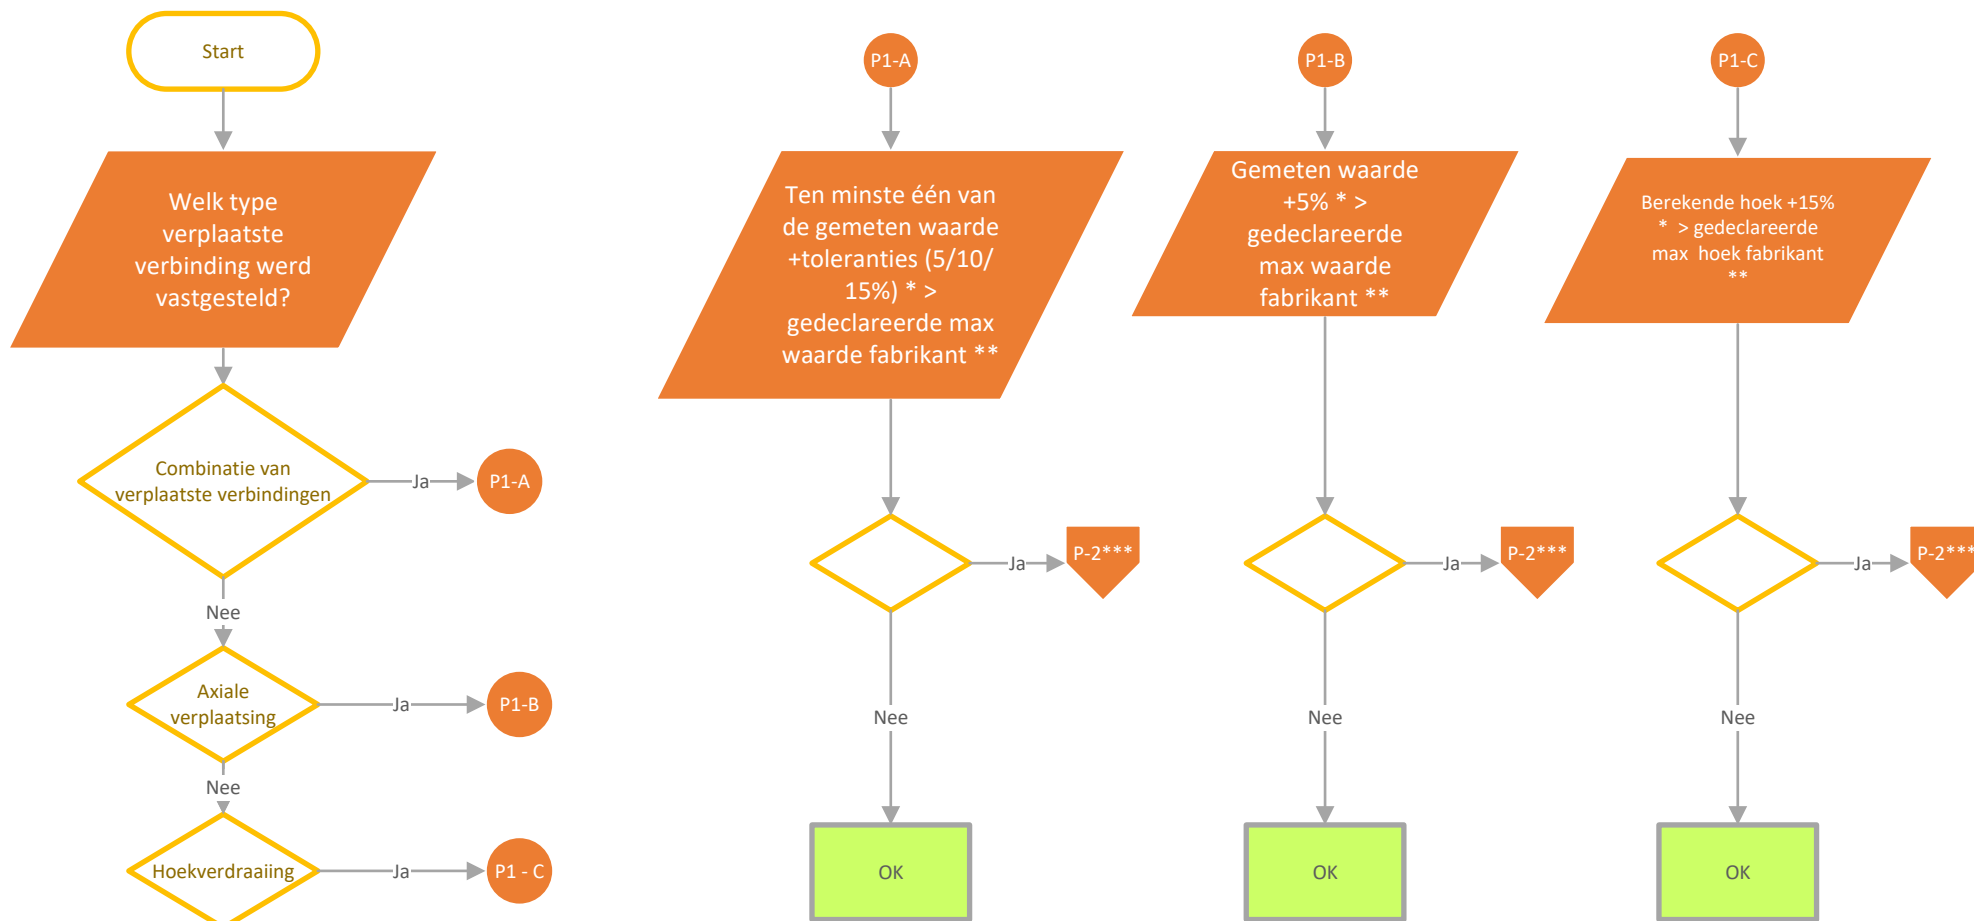 Start
Welk type
verplaatste
verbinding werd
vastgesteld?
Combinatie van
verplaatste verbindingen
Ja
P1-A
Nee
Axiale
verplaatsing
Ja
P1-B
Nee
Hoekverdraaiing
Ja
P1 - C
P1-A
Ten minste één van
de gemeten waarde
+toleranties (5/10/
15%) * >
gedeclareerde max
waarde fabrikant **
Ja
P-2***
Nee
OK
P1-B
Gemeten waarde
+5% * >
gedeclareerde
max waarde
fabrikant **
Ja
P-2***
Nee
OK
P1-C
Berekende hoek +15%
* > gedeclareerde
max hoek fabrikant
**
Ja
P-2***
Nee
OK